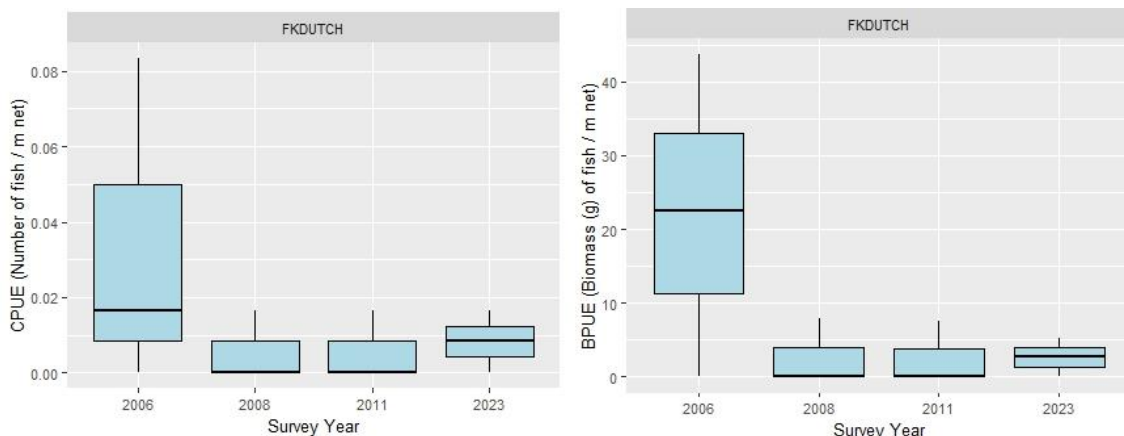 FKDUTCH
CPUE (Number of fish / m net)
0.08
0.06
0.04
0.02
0.00
2006 2008 2011 2023
Survey Year
FKDUTCH
BPUE (Biomass (g) of fish / m net)
40
30
20
10
0
2006 2008 2011 2023
Survey Year